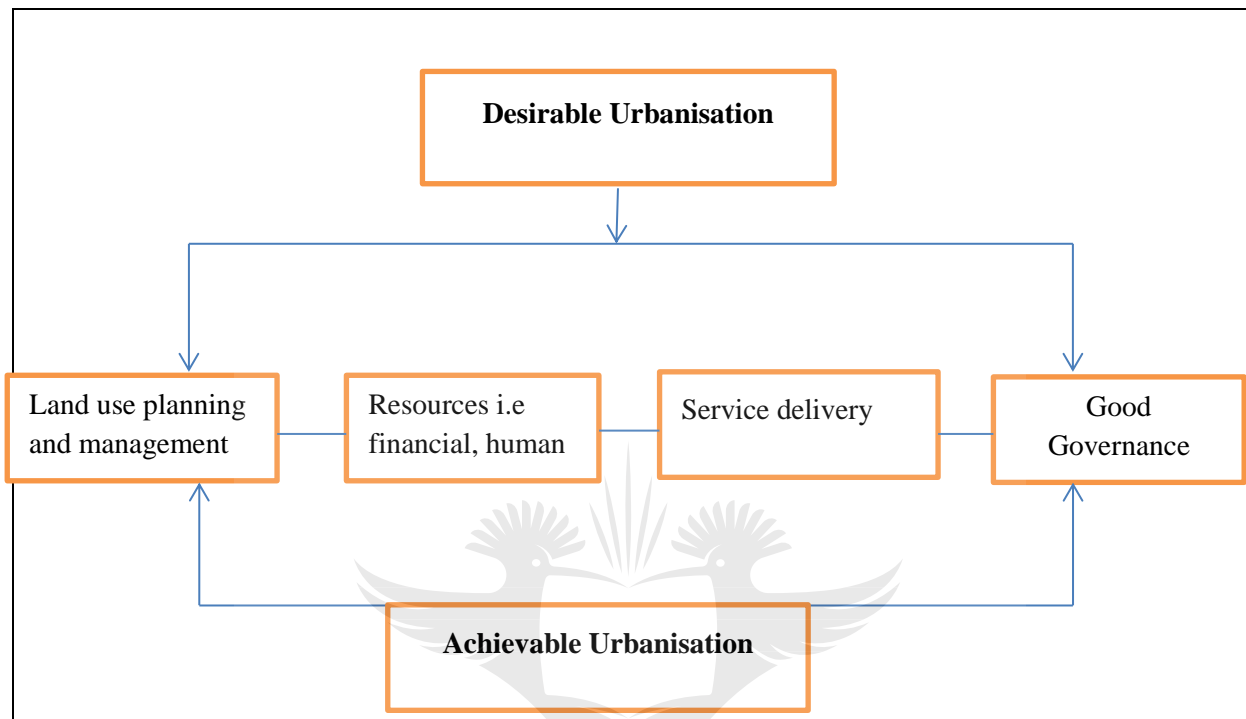 Desirable Urbanisation
Land use planning
and management
Resources i.e
financial, human
Service delivery
Good
Governance
Achievable Urbanisation